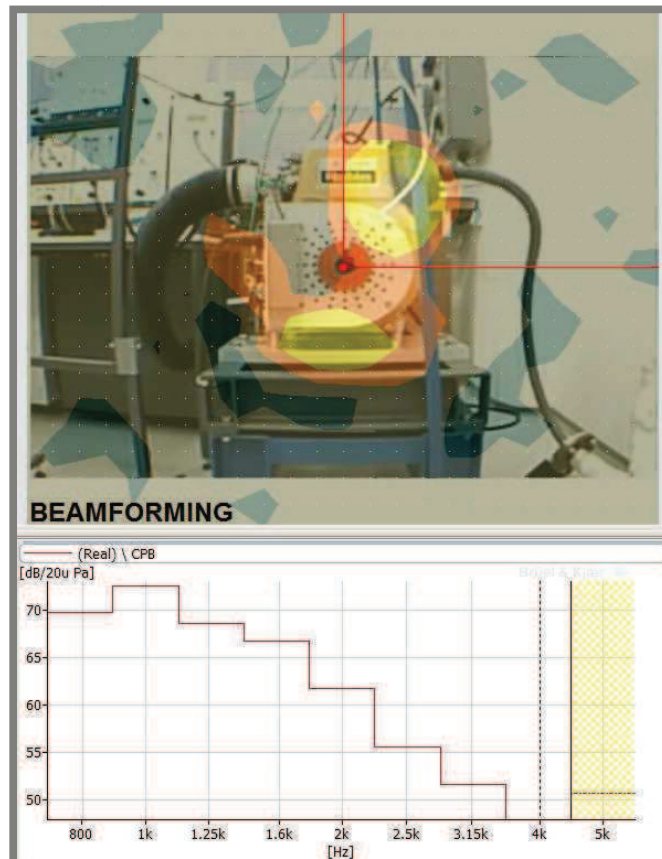 BEAMFORMING
(Real) \ CPB
[dB/20u Pa]
70
65
60
55
50
800 1k 1.25k 1.6k 2k 2.5k 3.15k 4k 5k
[Hz]